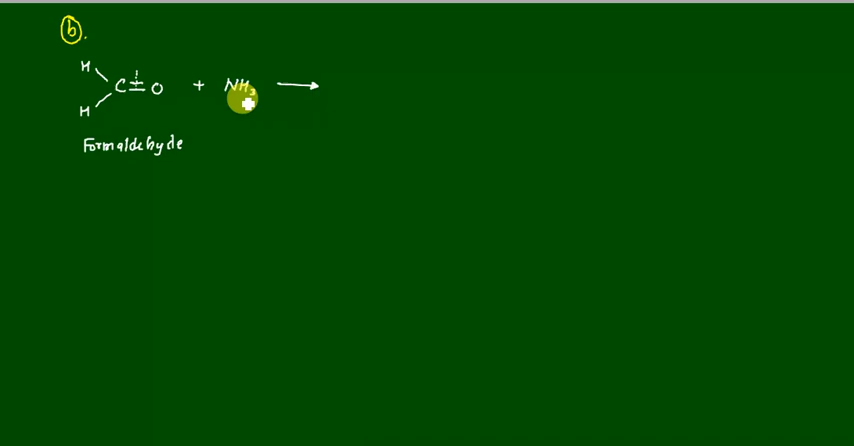 b.
H
C = O + NH3 ⟶
H
Formaldehyde